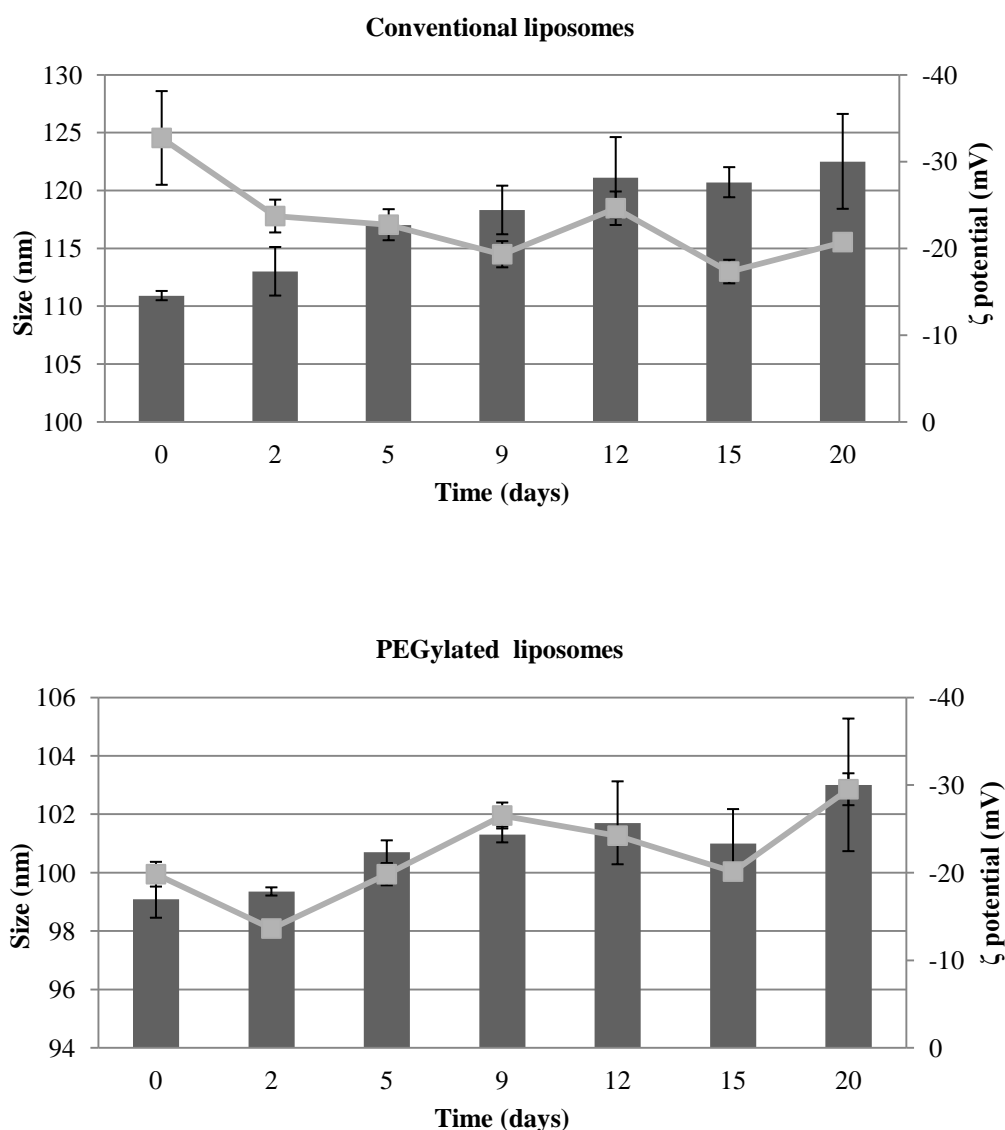 Conventional liposomes
130
125
120
115
110
105
100
Size (nm)
-40
-30
-20
-10
0
ζ potential (mV)
0 2 5 9 12 15 20
Time (days)
PEGylated liposomes
106
104
102
100
98
96
94
Size (nm)
-40
-30
-20
-10
0
ζ potential (mV)
0 2 5 9 12 15 20
Time (days)